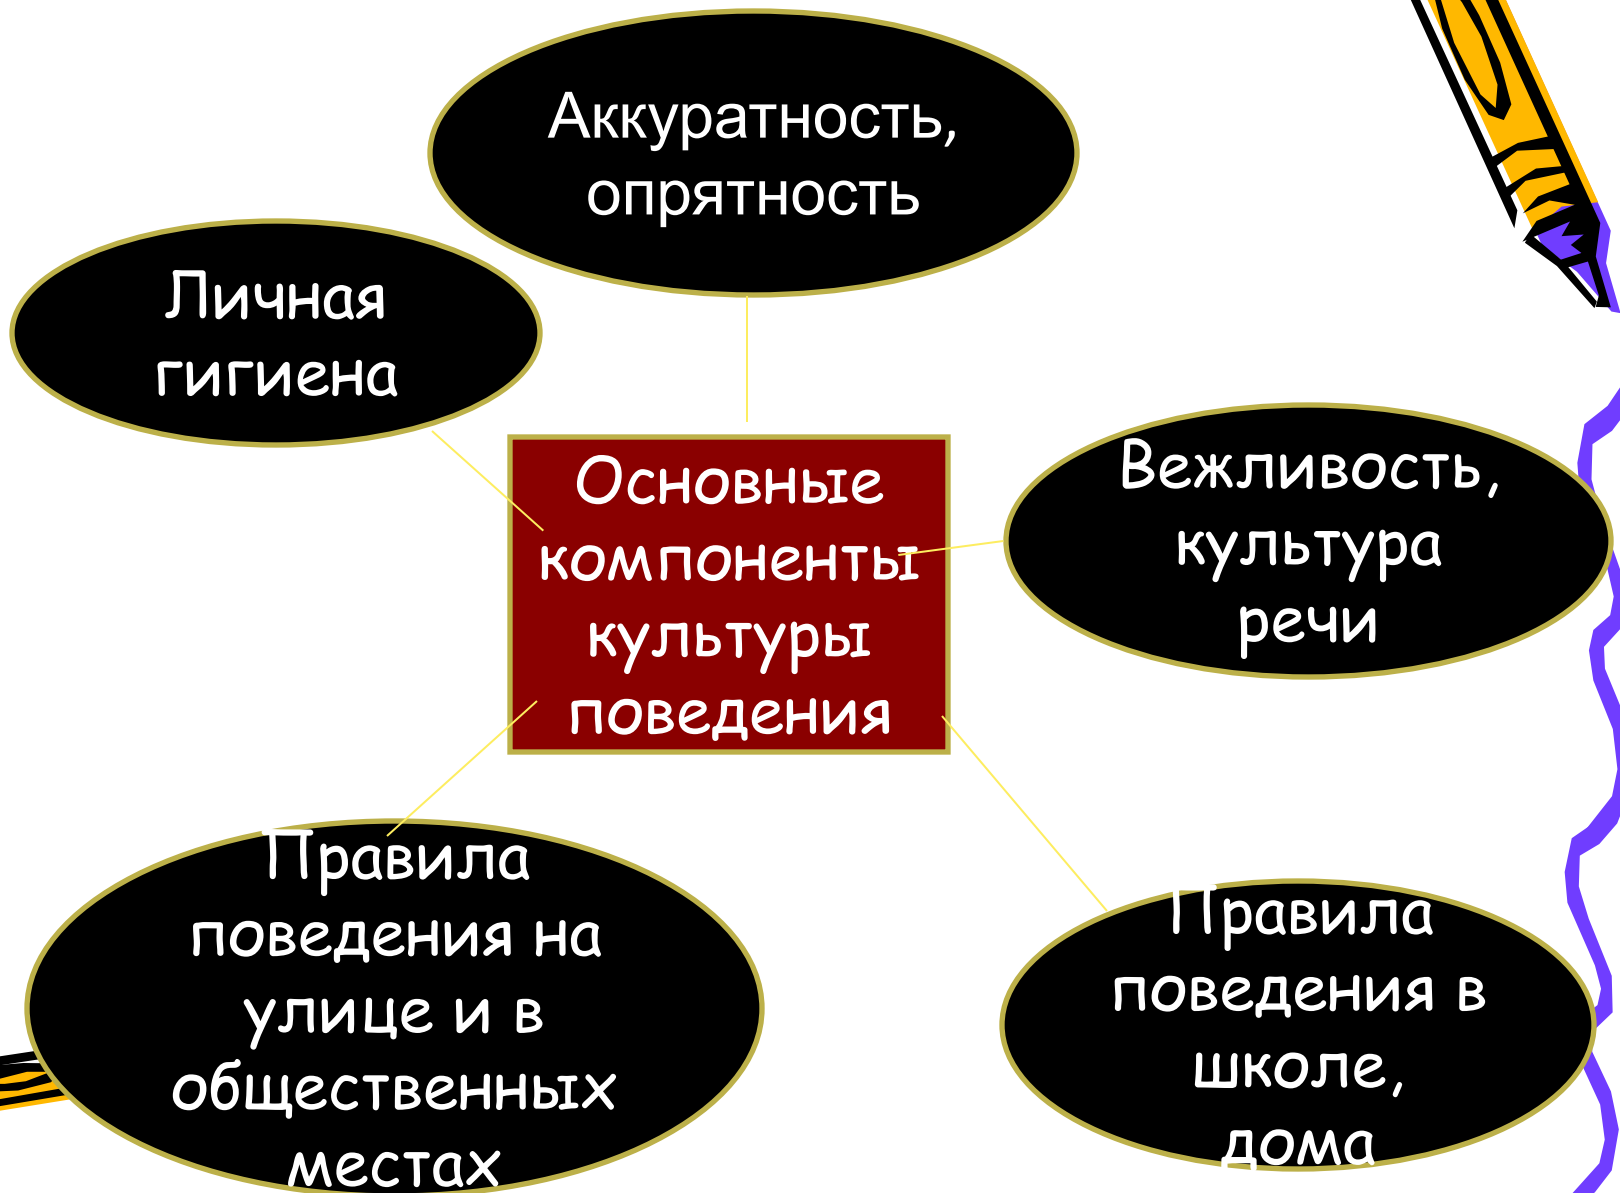 Аккуратность,
опрятность
Личная
гигиена
Основные
компоненты
культуры
поведения
Вежливость,
культура
речи
Правила
поведения на
улице и в
общественных
местах
Правила
поведения в
школе,
дома